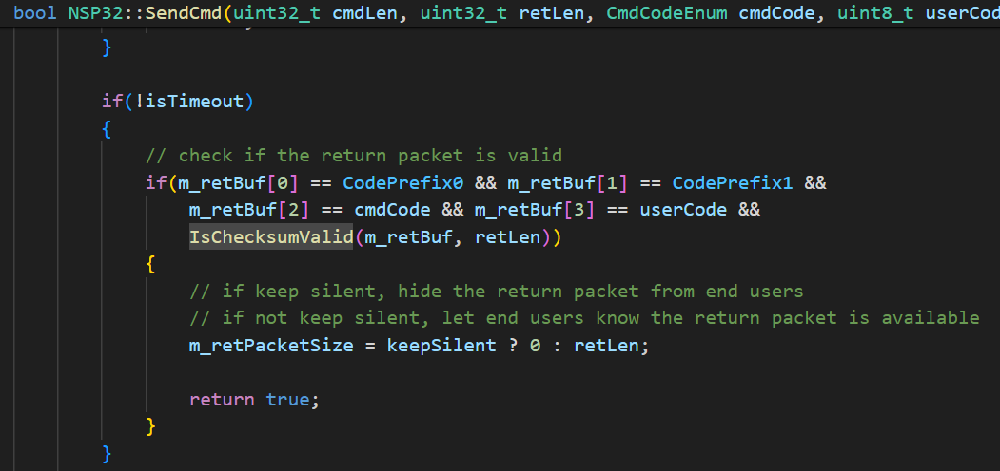 bool NSP32::SendCmd(uint32_t cmdLen, uint32_t retLen, CmdCodeEnum cmdCode, uint8_t userCod
}
if(!isTimeout)
{
// check if the return packet is valid
if(m_retBuf[0] == CodePrefix0 && m_retBuf[1] == CodePrefix1 &&
m_retBuf[2] == cmdCode && m_retBuf[3] == userCode &&
IsChecksumValid(m_retBuf, retLen))
{
// if keep silent, hide the return packet from end users
// if not keep silent, let end users know the return packet is available
m_retPacketSize = keepSilent ? 0 : retLen;
return true;
}
}